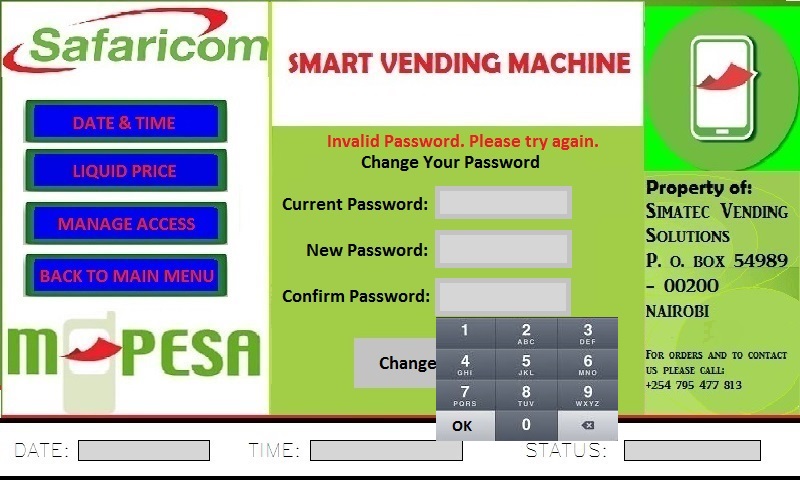 Safaricom
SMART VENDING MACHINE
DATE & TIME
LIQUID PRICE
MANAGE ACCESS
BACK TO MAIN MENU
M PESA
Invalid Password. Please try again.
Change Your Password
Current Password:
New Password:
Confirm Password:
Change
1 2 3
ABC DEF
4 5 6
GHI JKL MNO
7 8 9
PQRS TUV WXYZ
OK 0
Property of:
Simatec Vending
Solutions
P. O. BOX 54989
- 00200
NAIROBI
For orders and to contact
us please call:
+254 795 477 813
DATE: TIME: STATUS: